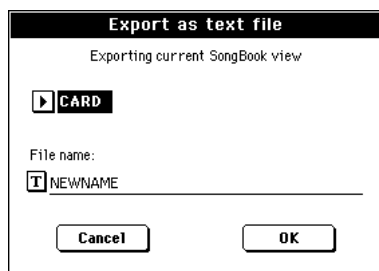 Export as text file
Exporting current SongBook view
CARD
File name:
T NEWNAME
Cancel OK